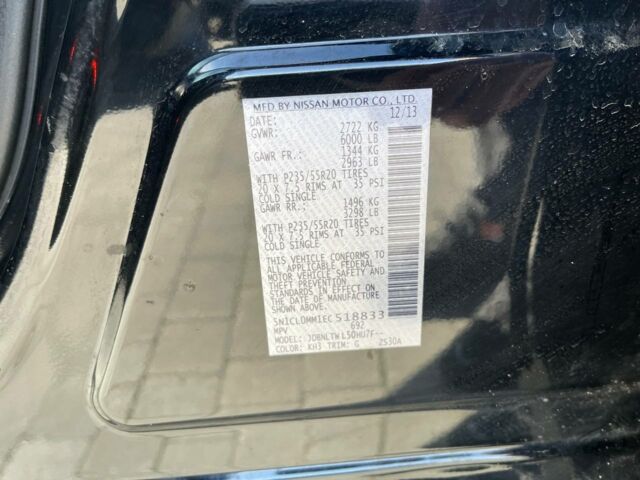 MFD BY NISSAN MOTOR CO., LTD.
DATE: 12/13
GVWR: 2722 KG
6000 LB
GAWR FR.: 1344 KG
2963 LB
WITH P235/55R20 TIRES
20 X 7.5 RIMS AT 35 PSI
COLD SINGLE
GAWR RR.: 1496 KG
3298 LB
WITH P235/55R20 TIRES
20 X 7.5 RIMS AT 35 PSI
COLD SINGLE
THIS VEHICLE CONFORMS TO
ALL APPLICABLE FEDERAL
MOTOR VEHICLE SAFETY AND
THEFT PREVENTION
STANDARDS IN EFFECT ON
THE DATE OF MANUFACTURE
SHOWN ABOVE.
5N1CL0MM1EC518833
MPV 692
MODEL: JDBNLTWL50HU7F--
COLOR: KH3 TRIM: G 2S30A